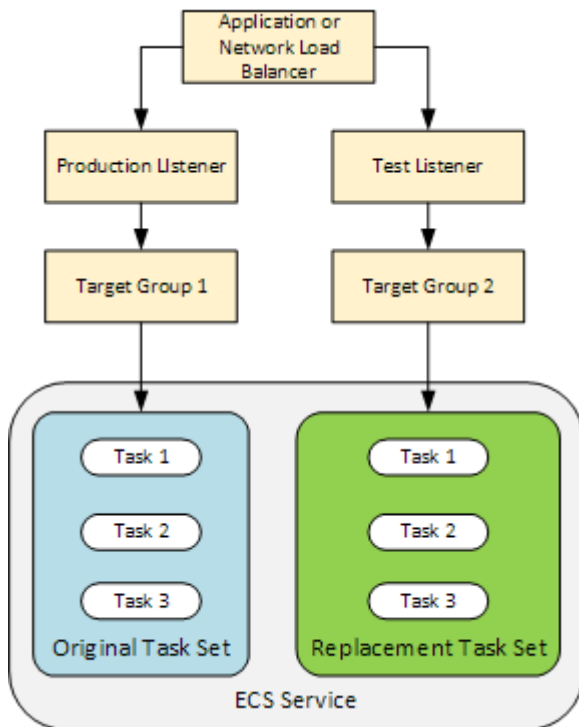 Application or
Network Load
Balancer
Production LIstener
Test Listener
Target Group 1
Target Group 2
Task 1
Task 2
Task 3
Original Task Set
Task 1
Task 2
Task 3
Replacement Task Set
ECS Service